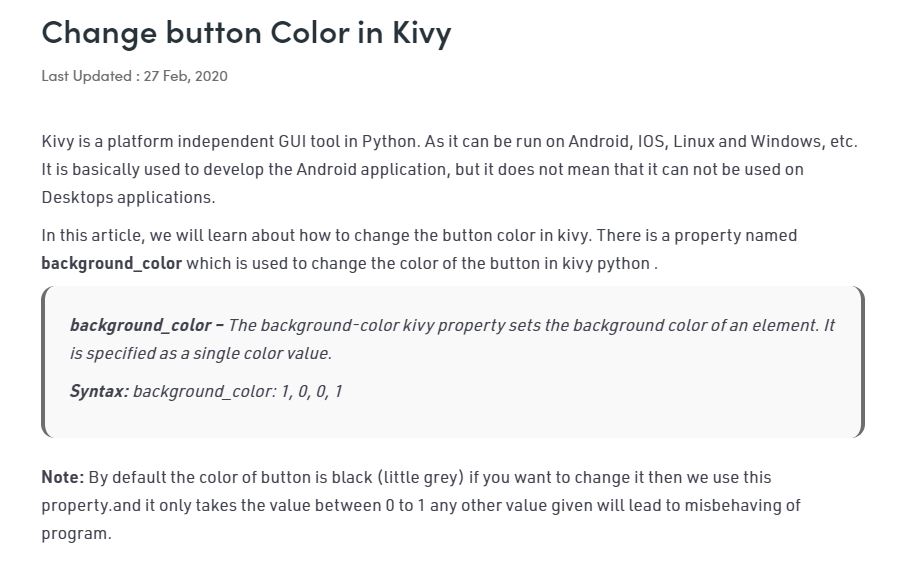 Change button Color in Kivy
Last Updated : 27 Feb, 2020
Kivy is a platform independent GUI tool in Python. As it can be run on Android, IOS, Linux and Windows, etc.
It is basically used to develop the Android application, but it does not mean that it can not be used on
Desktops applications.
In this article, we will learn about how to change the button color in kivy. There is a property named
background_color which is used to change the color of the button in kivy python .
background_color – The background-color kivy property sets the background color of an element. It
is specified as a single color value.
Syntax: background_color: 1, 0, 0, 1
Note: By default the color of button is black (little grey) if you want to change it then we use this
property.and it only takes the value between 0 to 1 any other value given will lead to misbehaving of
program.